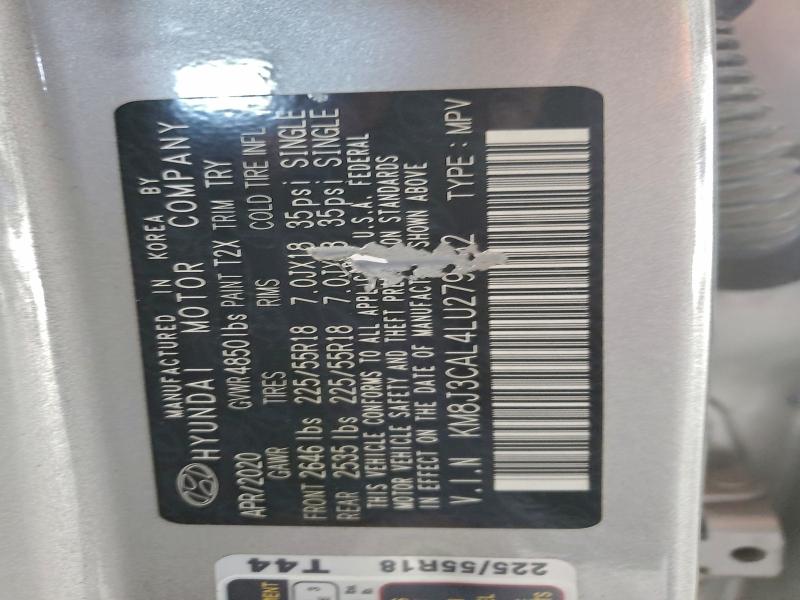 MANUFACTURED IN KOREA BY
HYUNDAI MOTOR COMPANY
APR/2020 GVWR 4850 lbs PAINT T2X TRIM TRY
GAWR TIRES RIMS COLD TIRE INFL
FRONT 2646 lbs 225/55R18 7.0JX18 35psi SINGLE
REAR 2535 lbs 225/55R18 7.0JX18 35psi SINGLE
THIS VEHICLE CONFORMS TO ALL U.S.A. FEDERAL
MOTOR VEHICLE SAFETY AND THEFT STANDARDS
IN EFFECT ON THE DATE OF SHOWN ABOVE
V.I.N TYPE : MPV
225/55R18
T44